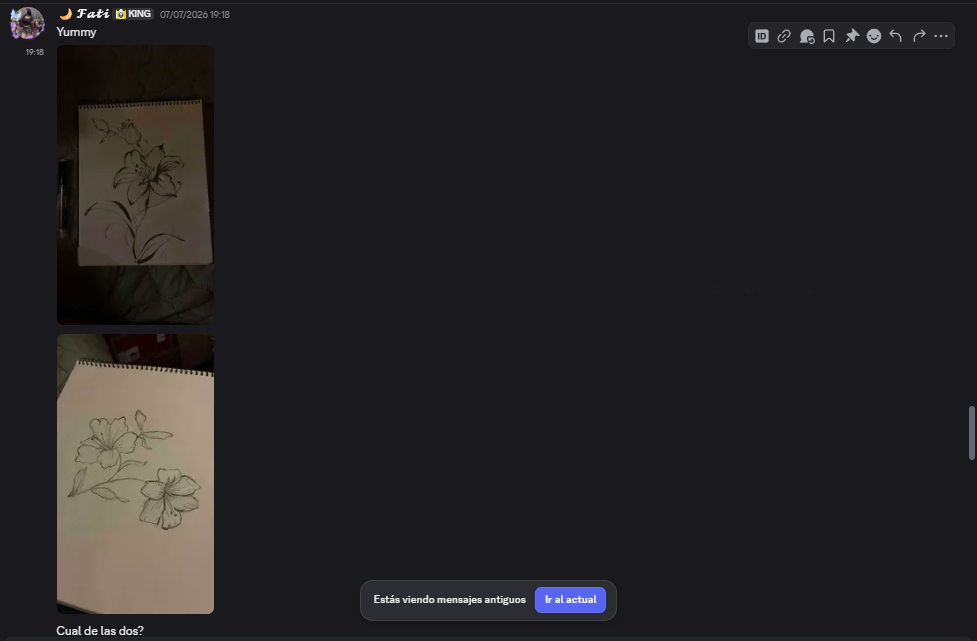 🌙 𝓕𝓪𝓽𝓲 KING 07/07/2026 19:18
Yummy
ID
19:18
Estás viendo mensajes antiguos
Ir al actual
Cual de las dos?